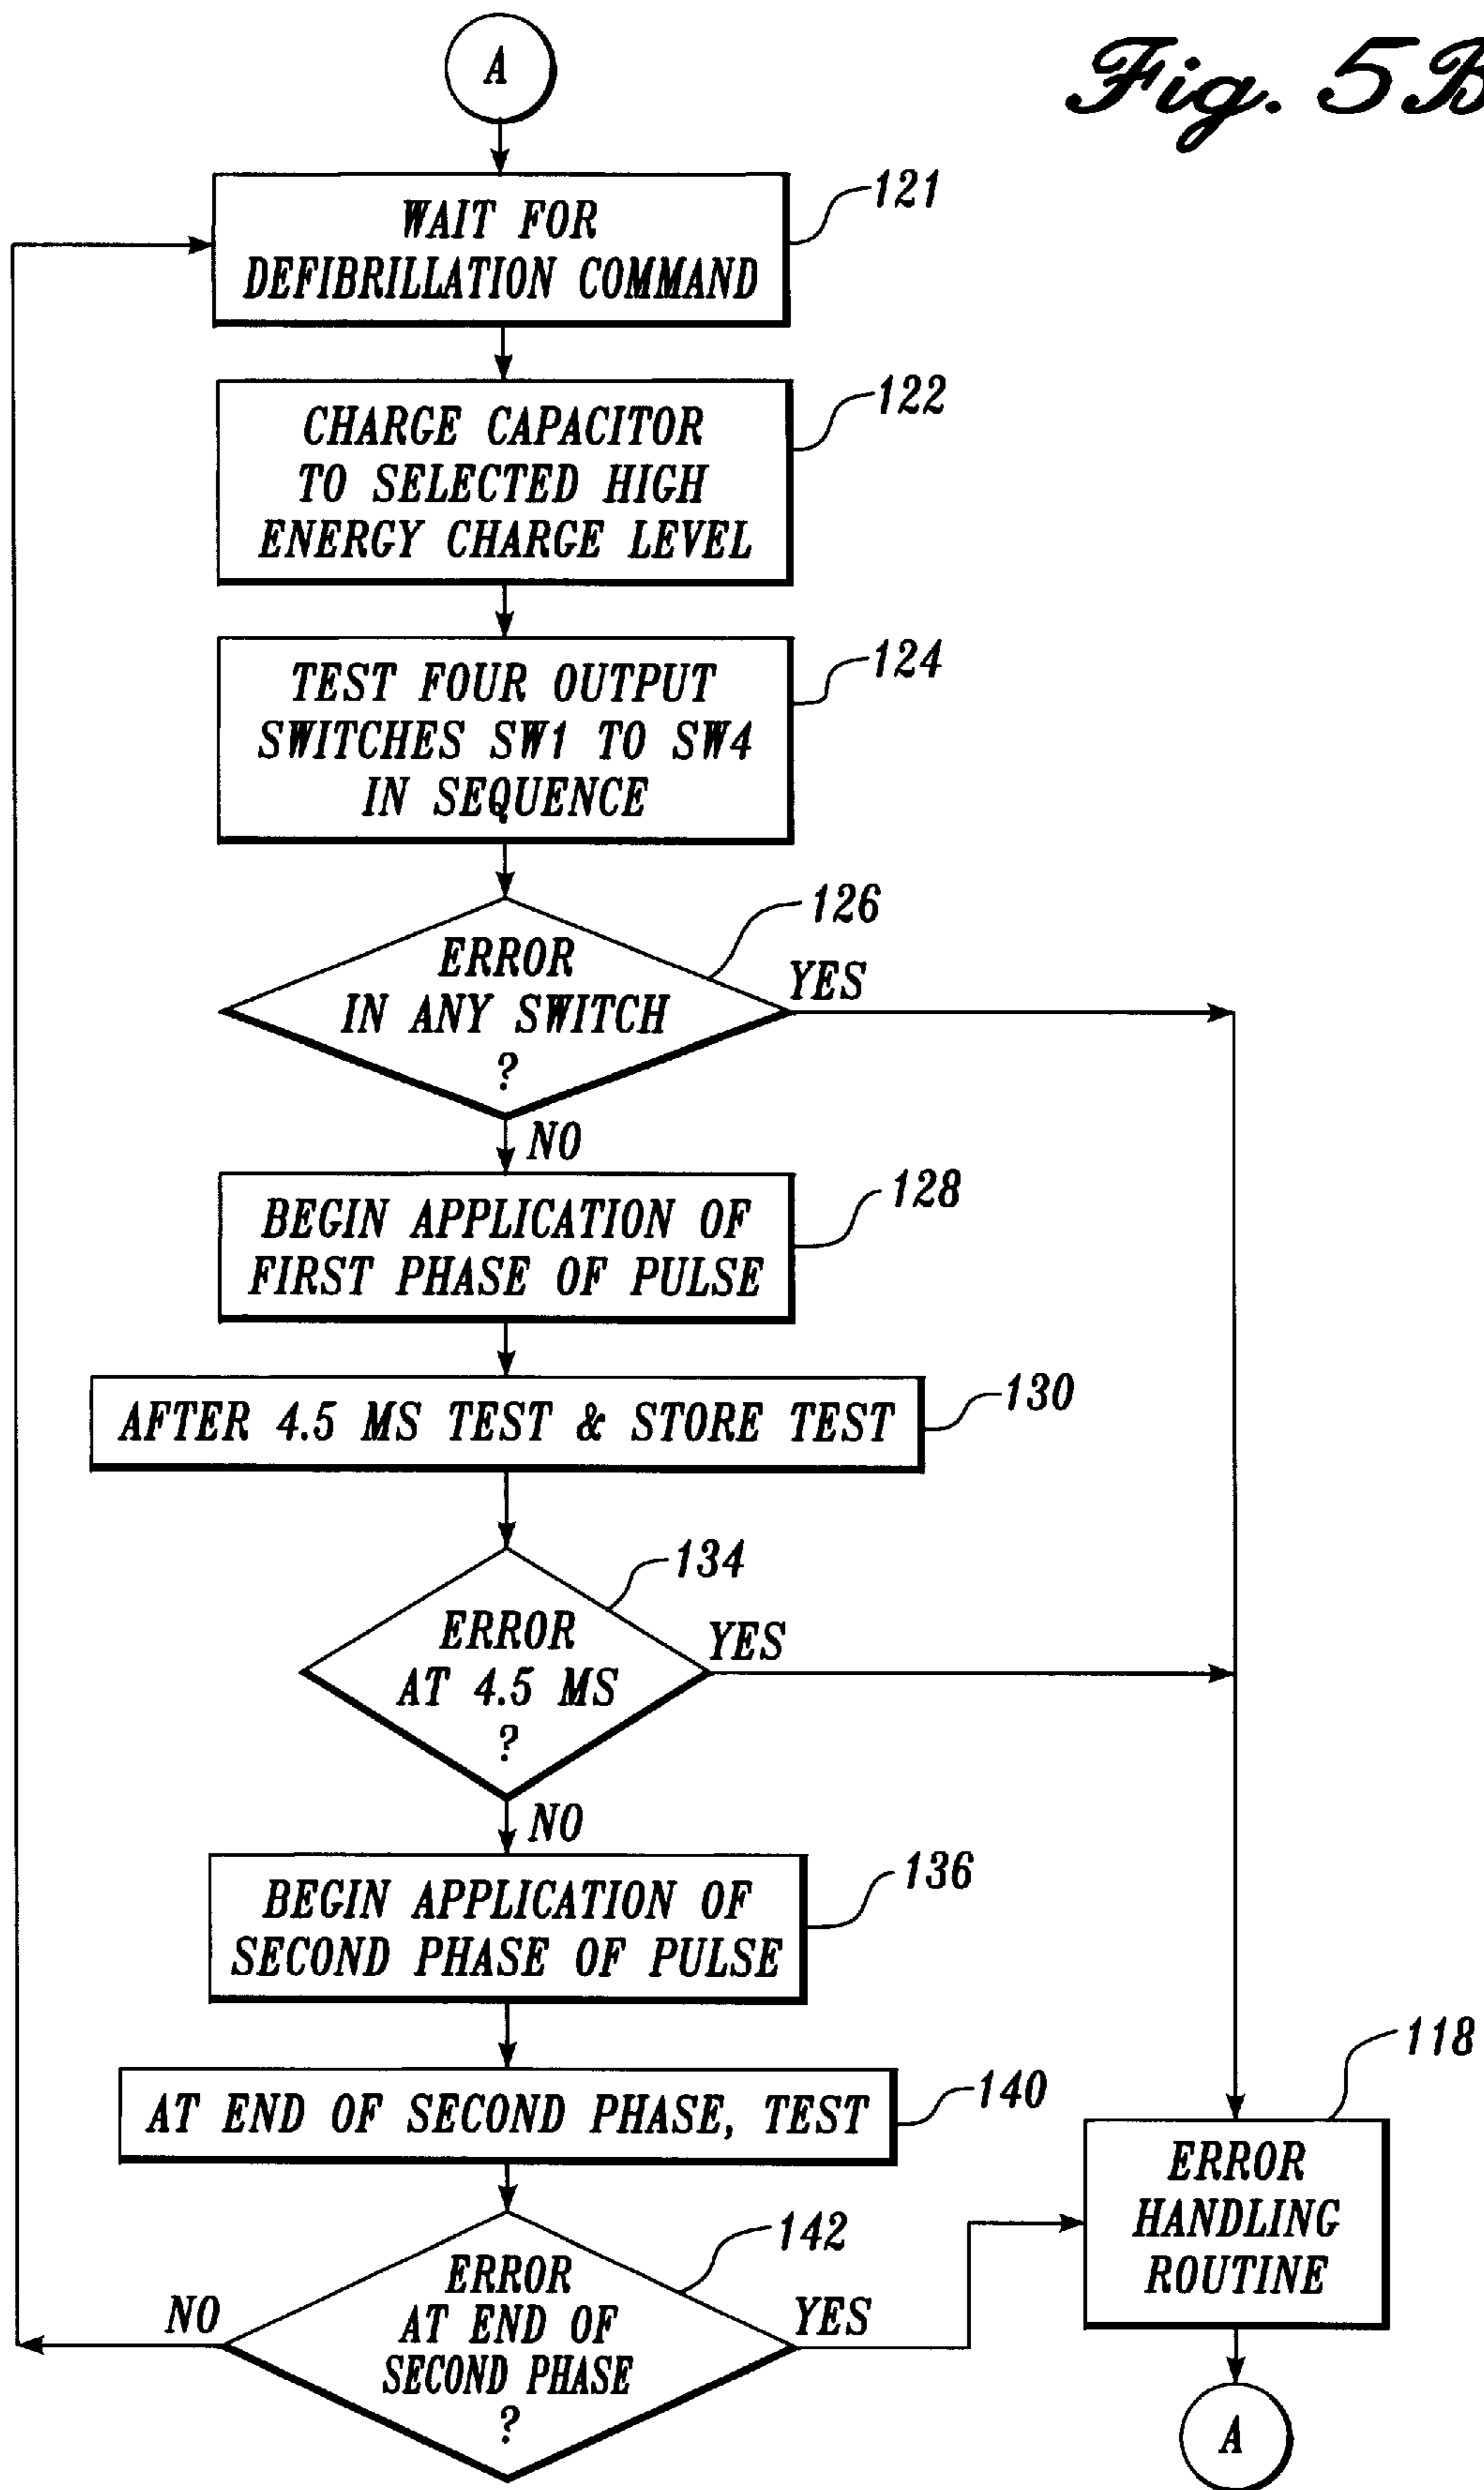 A
Fig. 5B
121
WAIT FOR
DEFIBRILLATION COMMAND
122
CHARGE CAPACITOR
TO SELECTED HIGH
ENERGY CHARGE LEVEL
124
TEST FOUR OUTPUT
SWITCHES SW1 TO SW4
IN SEQUENCE
126
ERROR
IN ANY SWITCH
?
YES
NO
128
BEGIN APPLICATION OF
FIRST PHASE OF PULSE
130
AFTER 4.5 MS TEST & STORE TEST
134
ERROR
AT 4.5 MS
?
YES
NO
136
BEGIN APPLICATION OF
SECOND PHASE OF PULSE
140
AT END OF SECOND PHASE, TEST
118
ERROR
HANDLING
ROUTINE
142
ERROR
AT END OF
SECOND PHASE
?
NO
YES
A